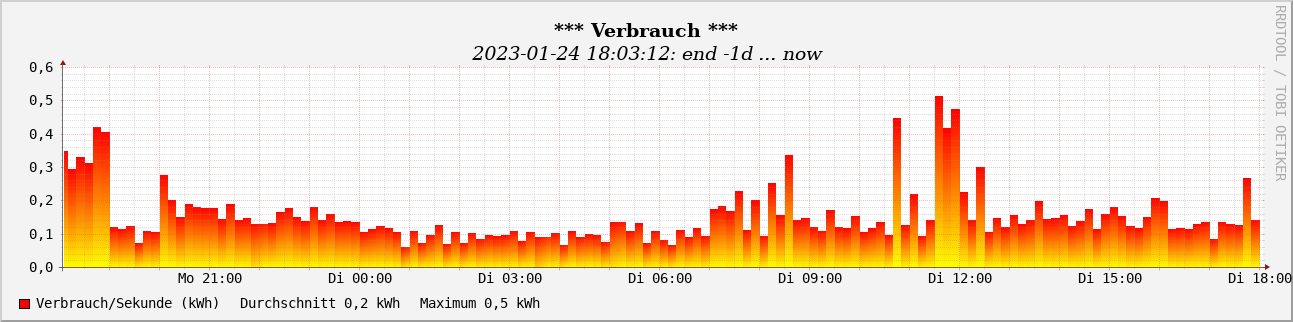 *** Verbrauch ***
2023-01-24 18:03:12: end -1d ... now
RRDTOOL / TOBI OETIKER
0,6
0,5
0,4
0,3
0,2
0,1
0,0
Mo 21:00 Di 00:00 Di 03:00 Di 06:00 Di 09:00 Di 12:00 Di 15:00 Di 18:00
Verbrauch/Sekunde (kWh) Durchschnitt 0,2 kWh Maximum 0,5 kWh